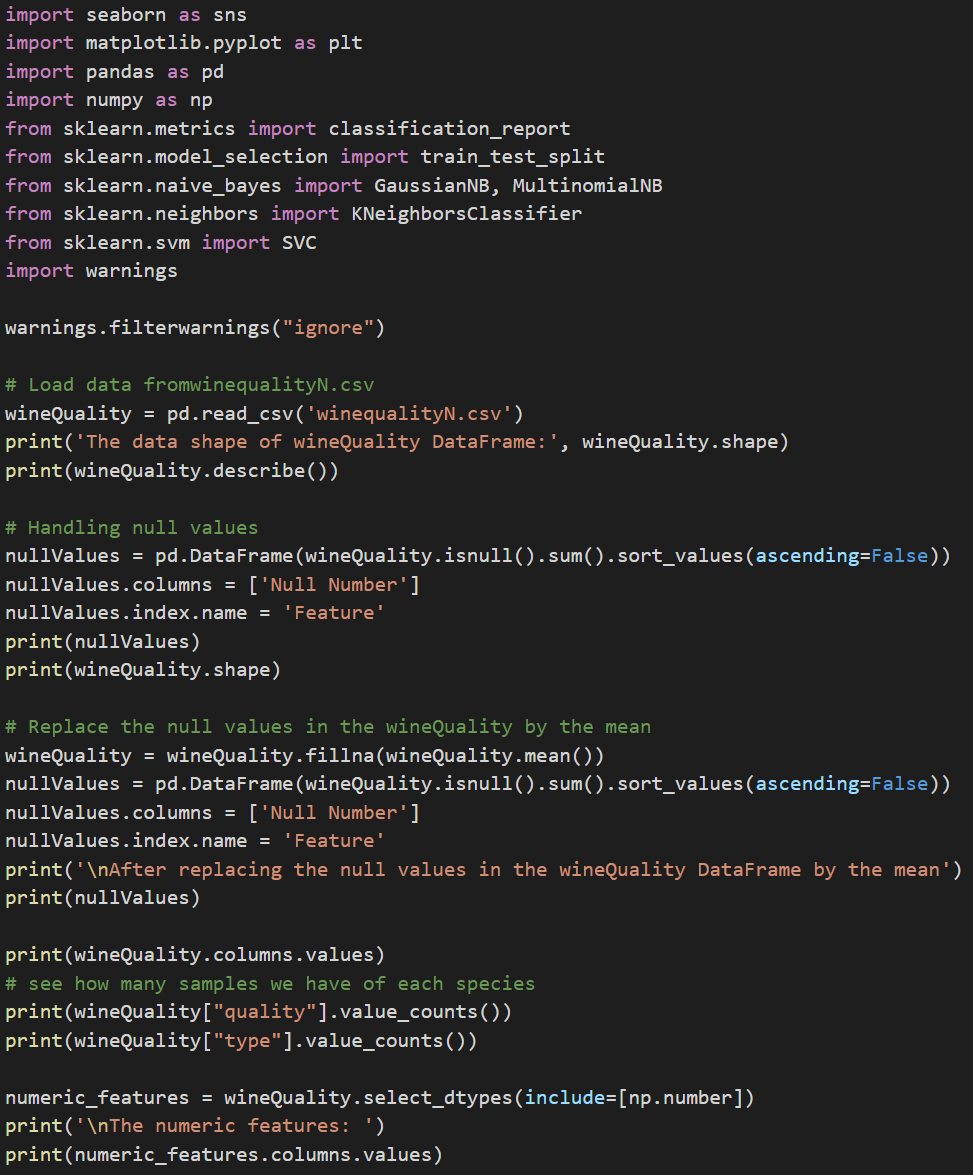 import seaborn as sns
import matplotlib.pyplot as plt
import pandas as pd
import numpy as np
from sklearn.metrics import classification_report
from sklearn.model_selection import train_test_split
from sklearn.naive_bayes import GaussianNB, MultinomialNB
from sklearn.neighbors import KNeighborsClassifier
from sklearn.svm import SVC
import warnings

warnings.filterwarnings("ignore")

# Load data fromwinequalityN.csv
wineQuality = pd.read_csv('winequalityN.csv')
print('The data shape of wineQuality DataFrame:', wineQuality.shape)
print(wineQuality.describe())

# Handling null values
nullValues = pd.DataFrame(wineQuality.isnull().sum().sort_values(ascending=False))
nullValues.columns = ['Null Number']
nullValues.index.name = 'Feature'
print(nullValues)
print(wineQuality.shape)

# Replace the null values in the wineQuality by the mean
wineQuality = wineQuality.fillna(wineQuality.mean())
nullValues = pd.DataFrame(wineQuality.isnull().sum().sort_values(ascending=False))
nullValues.columns = ['Null Number']
nullValues.index.name = 'Feature'
print('\nAfter replacing the null values in the wineQuality DataFrame by the mean')
print(nullValues)

print(wineQuality.columns.values)
# see how many samples we have of each species
print(wineQuality["quality"].value_counts())
print(wineQuality["type"].value_counts())

numeric_features = wineQuality.select_dtypes(include=[np.number])
print('\nThe numeric features: ')
print(numeric_features.columns.values)